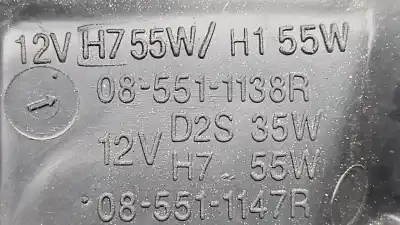 12V H7 55W/ H1 55W
08-551-1138R
12V D2S 35W
H7 55W
08-551-1147R